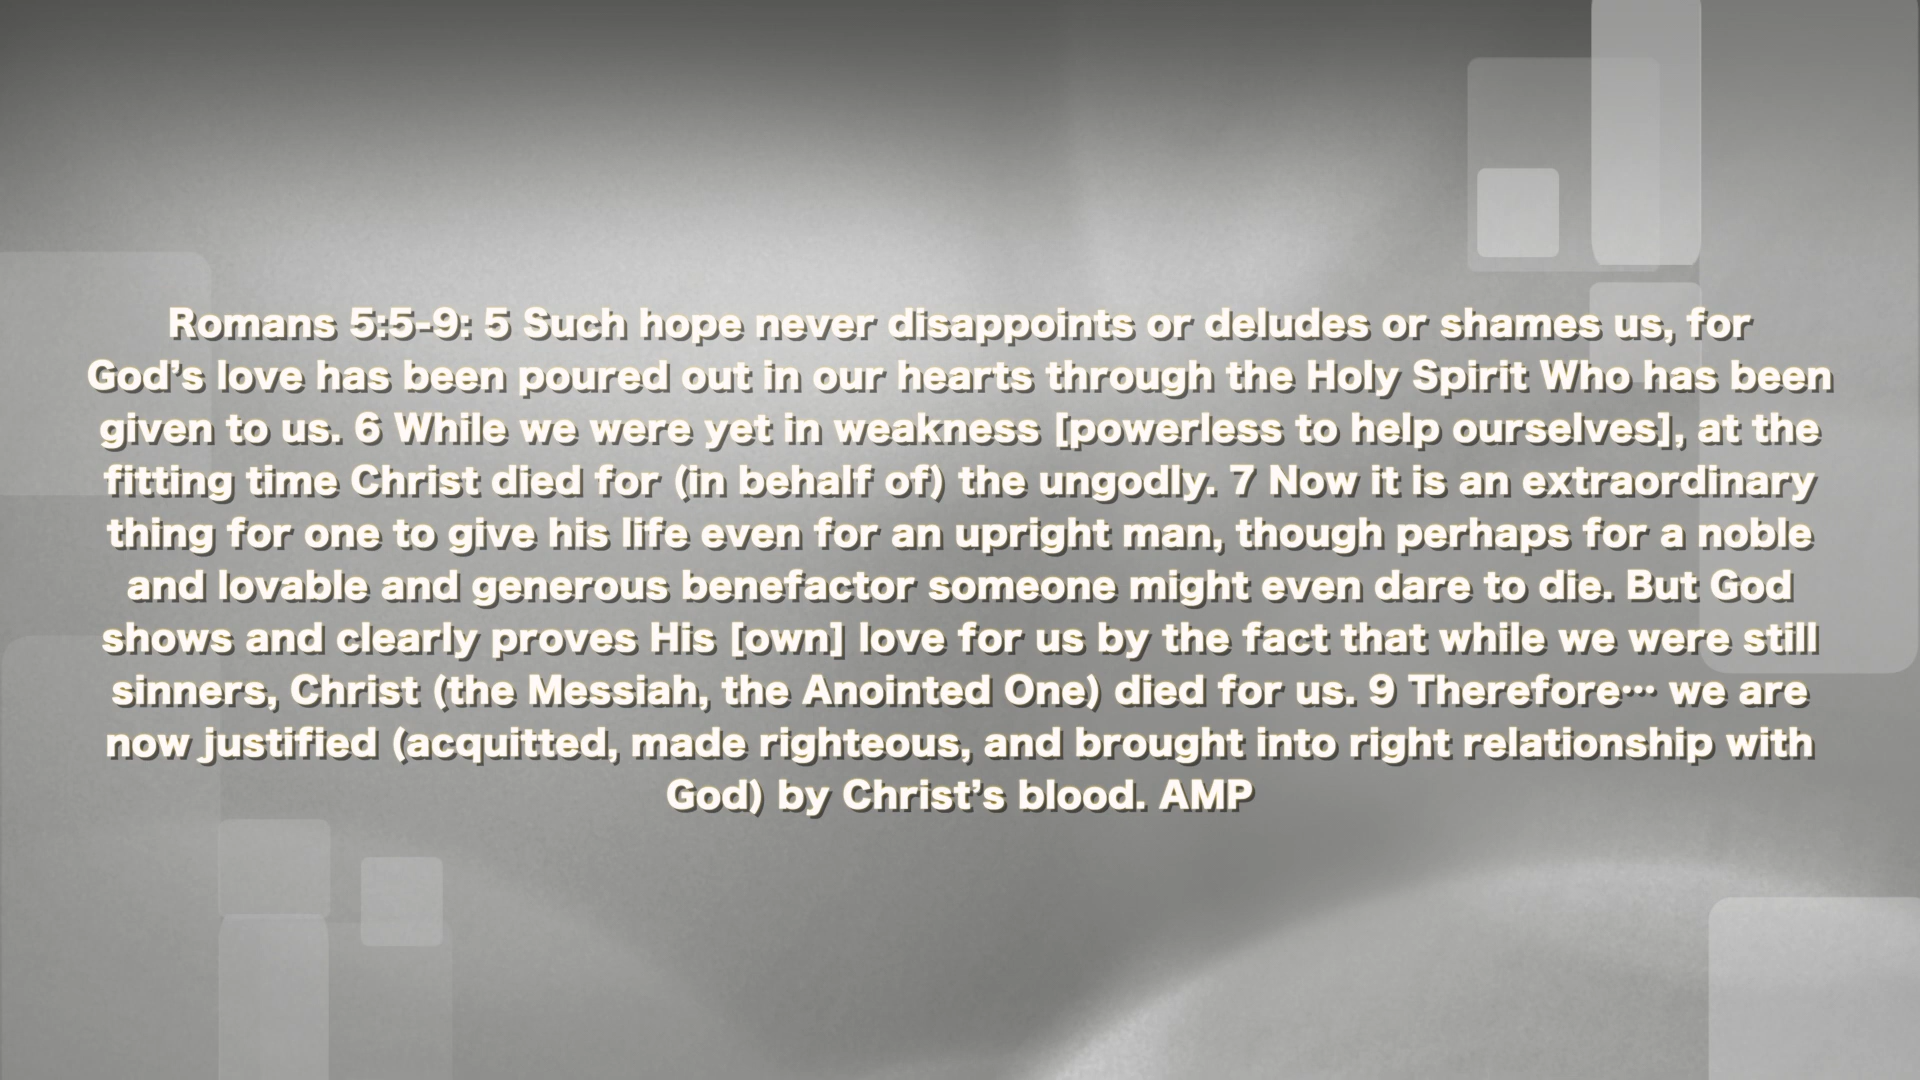 Romans 5:5-9: 5 Such hope never disappoints or deludes or shames us, for
God’s love has been poured out in our hearts through the Holy Spirit Who has been
given to us. 6 While we were yet in weakness [powerless to help ourselves], at the
fitting time Christ died for (in behalf of) the ungodly. 7 Now it is an extraordinary
thing for one to give his life even for an upright man, though perhaps for a noble
and lovable and generous benefactor someone might even dare to die. But God
shows and clearly proves His [own] love for us by the fact that while we were still
sinners, Christ (the Messiah, the Anointed One) died for us. 9 Therefore… we are
now justified (acquitted, made righteous, and brought into right relationship with
God) by Christ’s blood. AMP